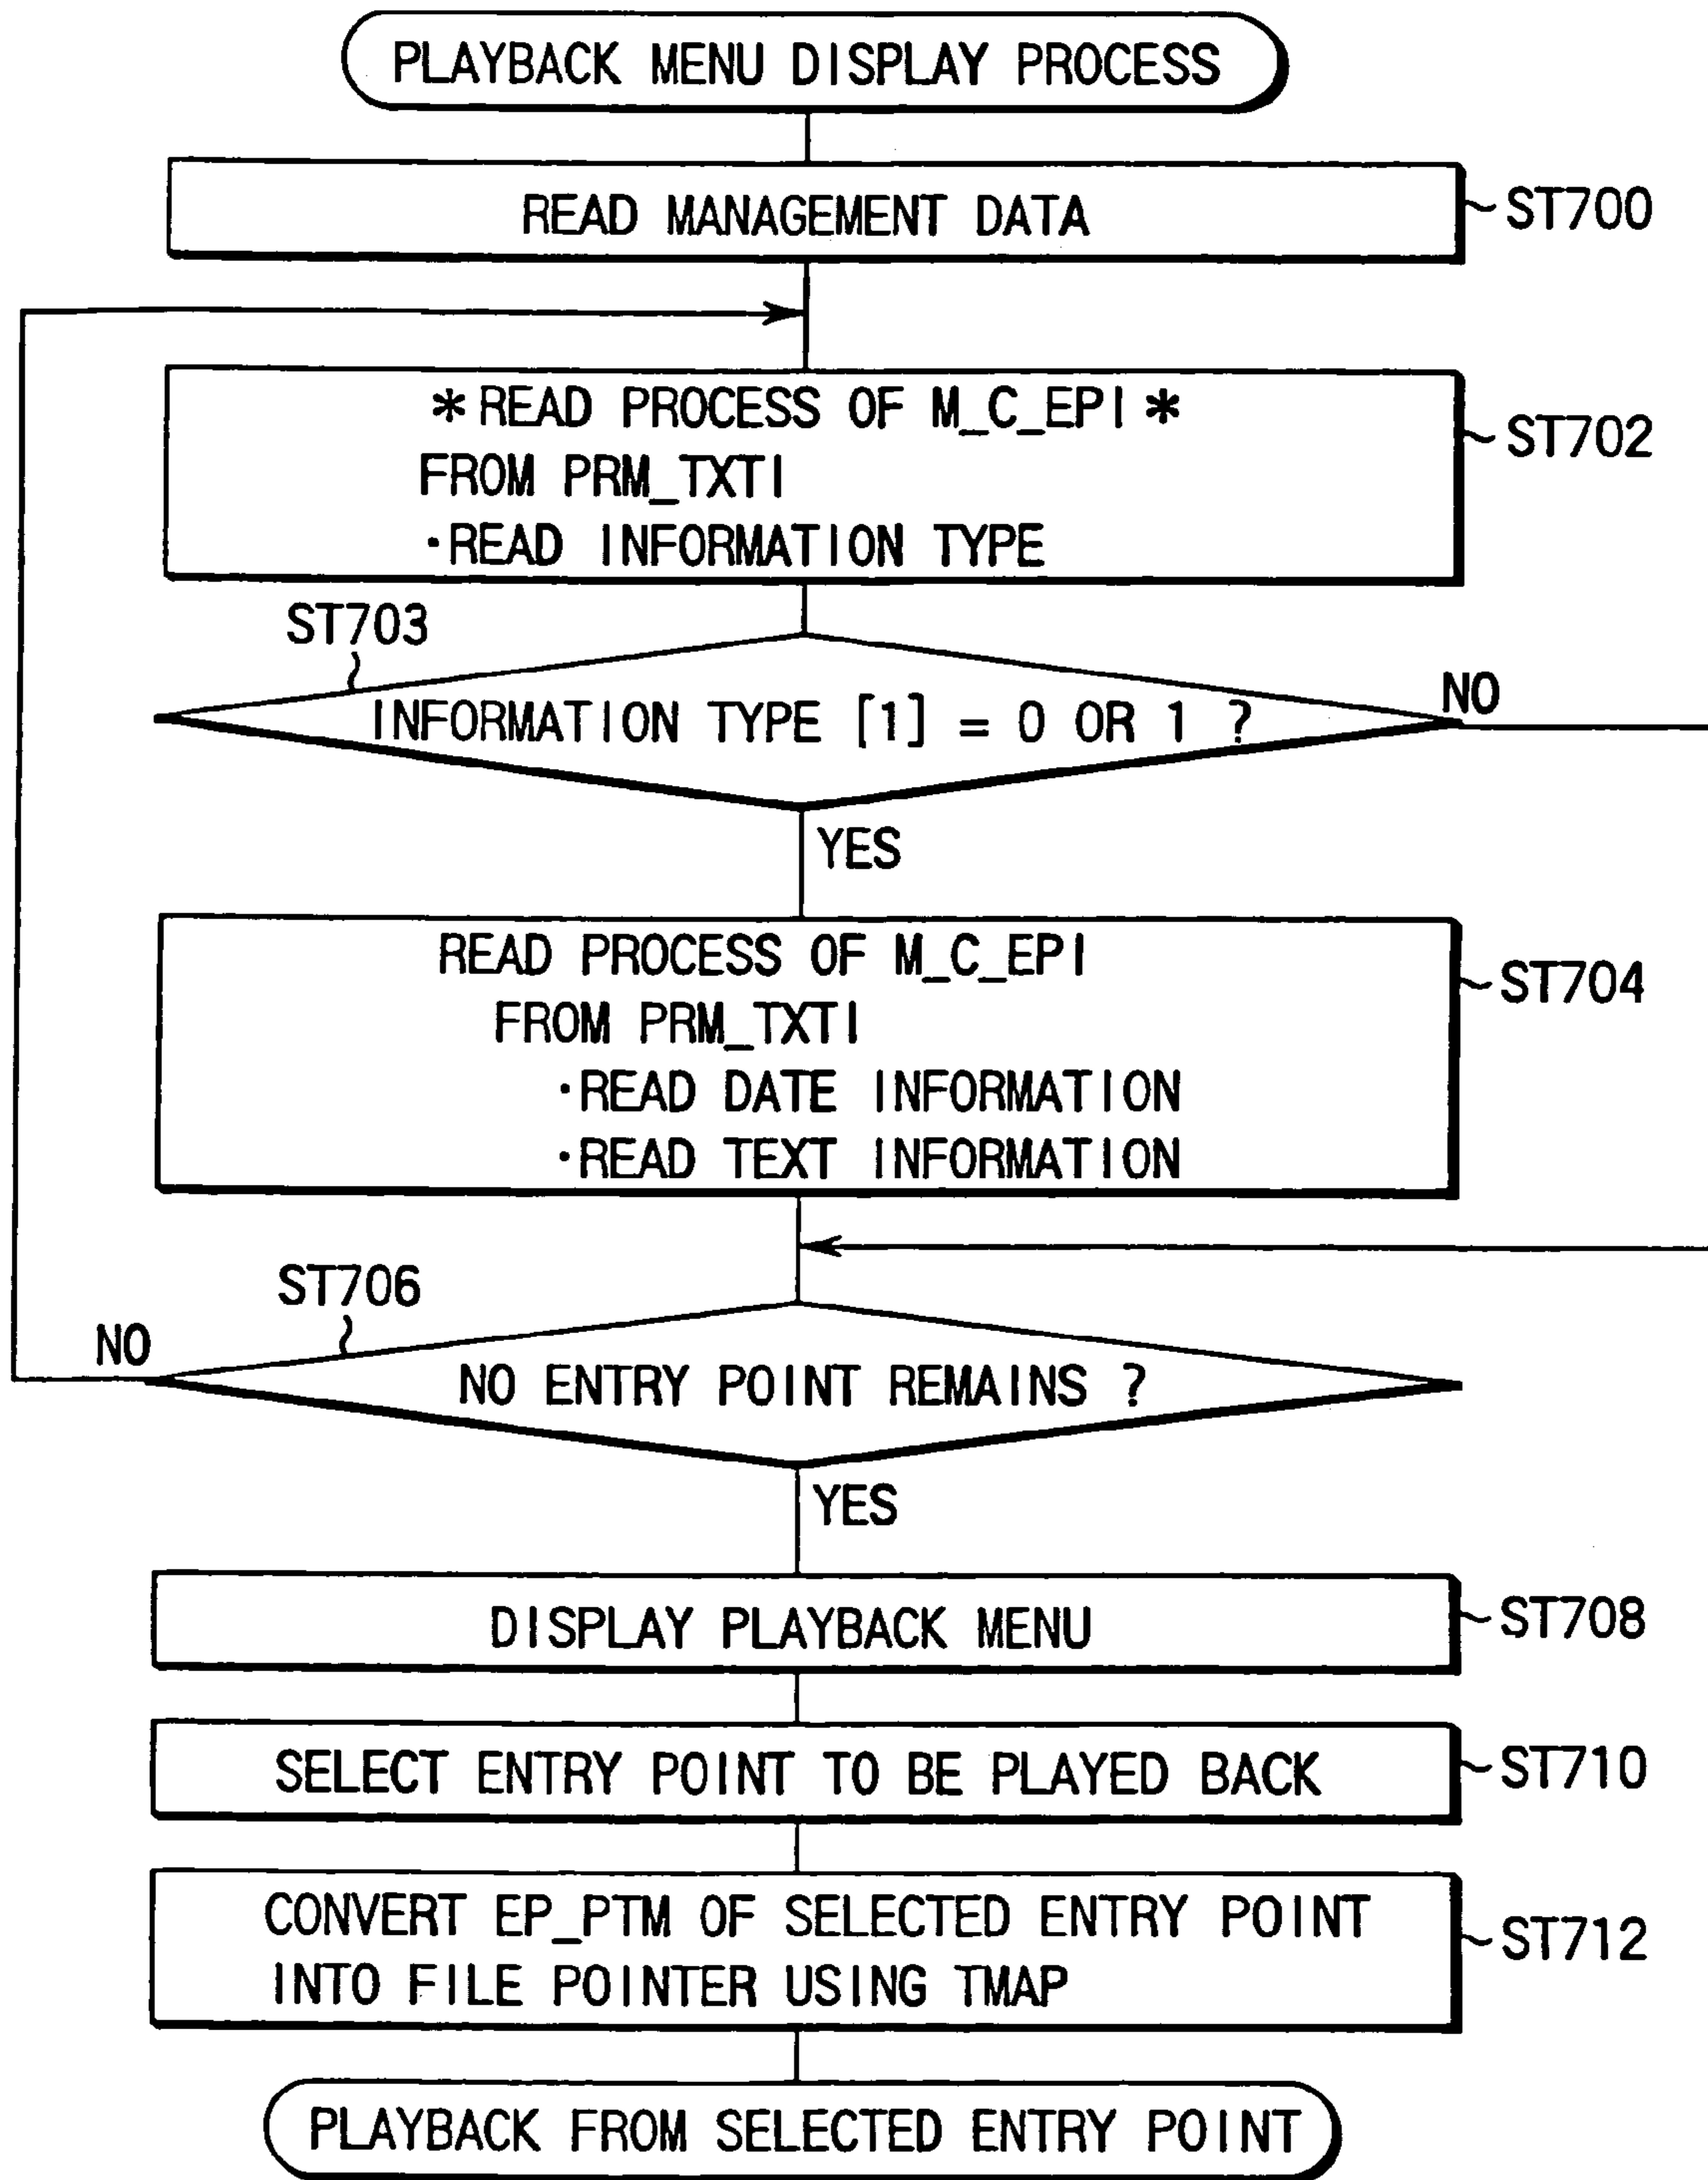 PLAYBACK MENU DISPLAY PROCESS
READ MANAGEMENT DATA
ST700
*READ PROCESS OF M_C_EPI*
FROM PRM_TXTI
·READ INFORMATION TYPE
ST702
ST703
INFORMATION TYPE [1] = 0 OR 1 ?
NO
YES
READ PROCESS OF M_C_EPI
FROM PRM_TXTI
·READ DATE INFORMATION
·READ TEXT INFORMATION
ST704
ST706
NO
NO ENTRY POINT REMAINS ?
YES
DISPLAY PLAYBACK MENU
ST708
SELECT ENTRY POINT TO BE PLAYED BACK
ST710
CONVERT EP_PTM OF SELECTED ENTRY POINT
INTO FILE POINTER USING TMAP
ST712
PLAYBACK FROM SELECTED ENTRY POINT